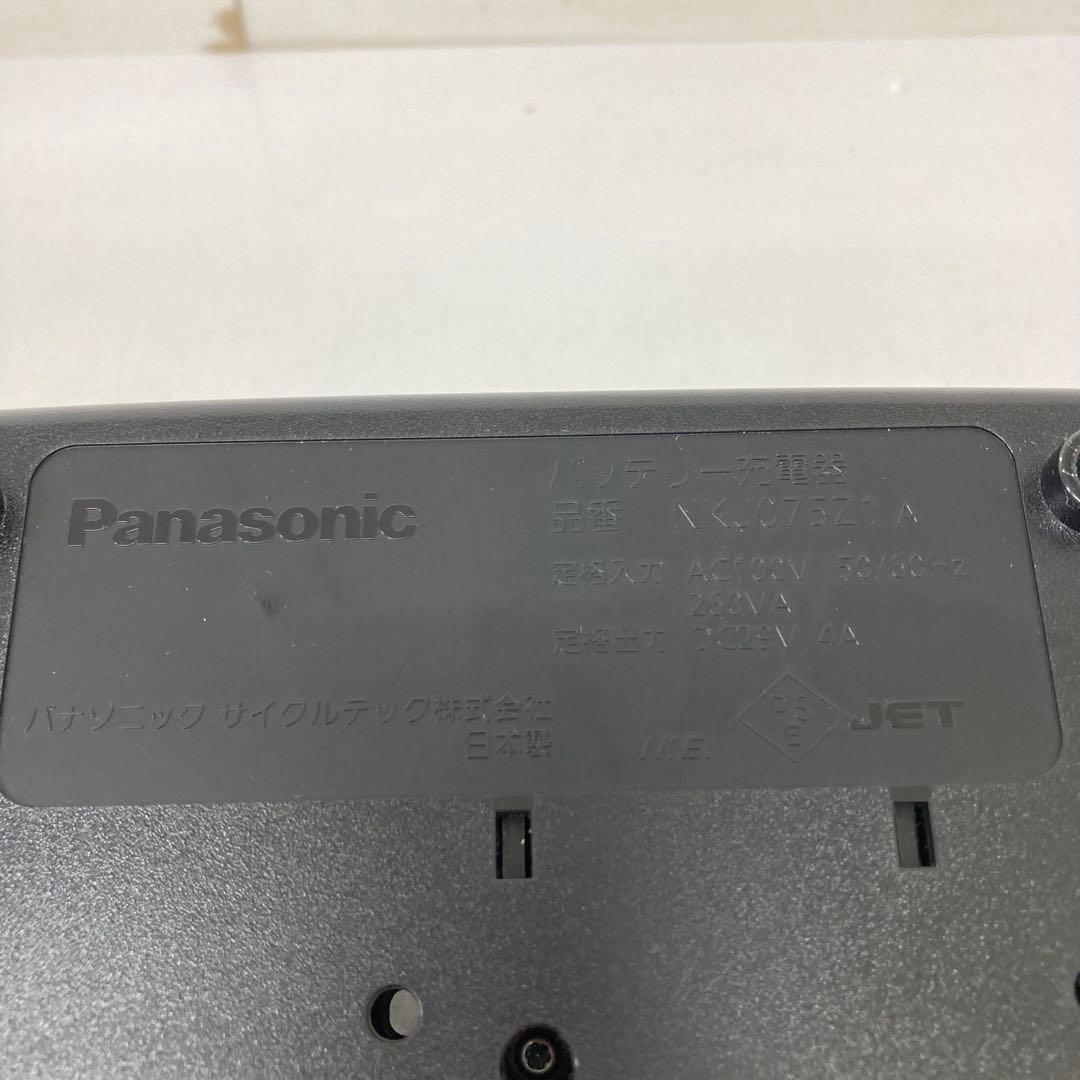 Panasonic
バッテリー充電器
品番 NKJ075Z1 A
定格入力 AC100V 50/60Hz
260VA
定格出力 DC29V 4A
パナソニック サイクルテック株式会社
日本製
PS
E
JET